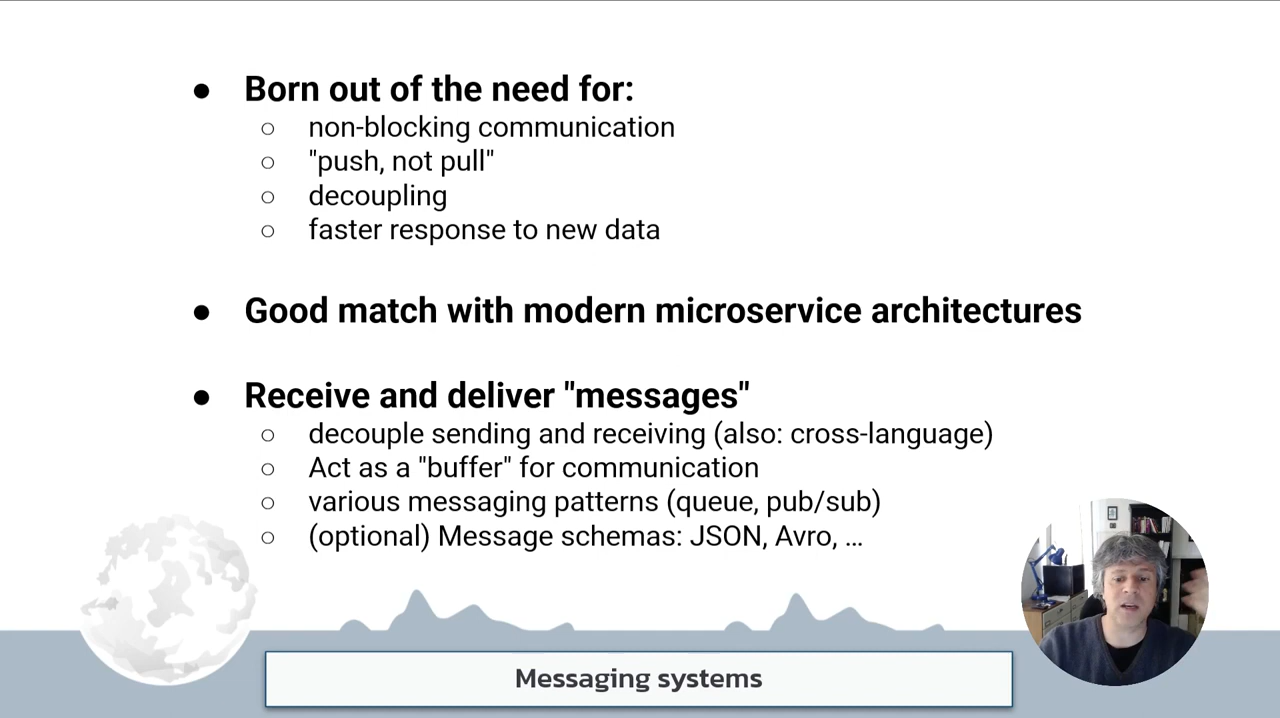 ● Born out of the need for:
○ non-blocking communication
○ "push, not pull"
○ decoupling
○ faster response to new data
● Good match with modern microservice architectures
● Receive and deliver "messages"
○ decouple sending and receiving (also: cross-language)
○ Act as a "buffer" for communication
○ various messaging patterns (queue, pub/sub)
○ (optional) Message schemas: JSON, Avro, ...
Messaging systems